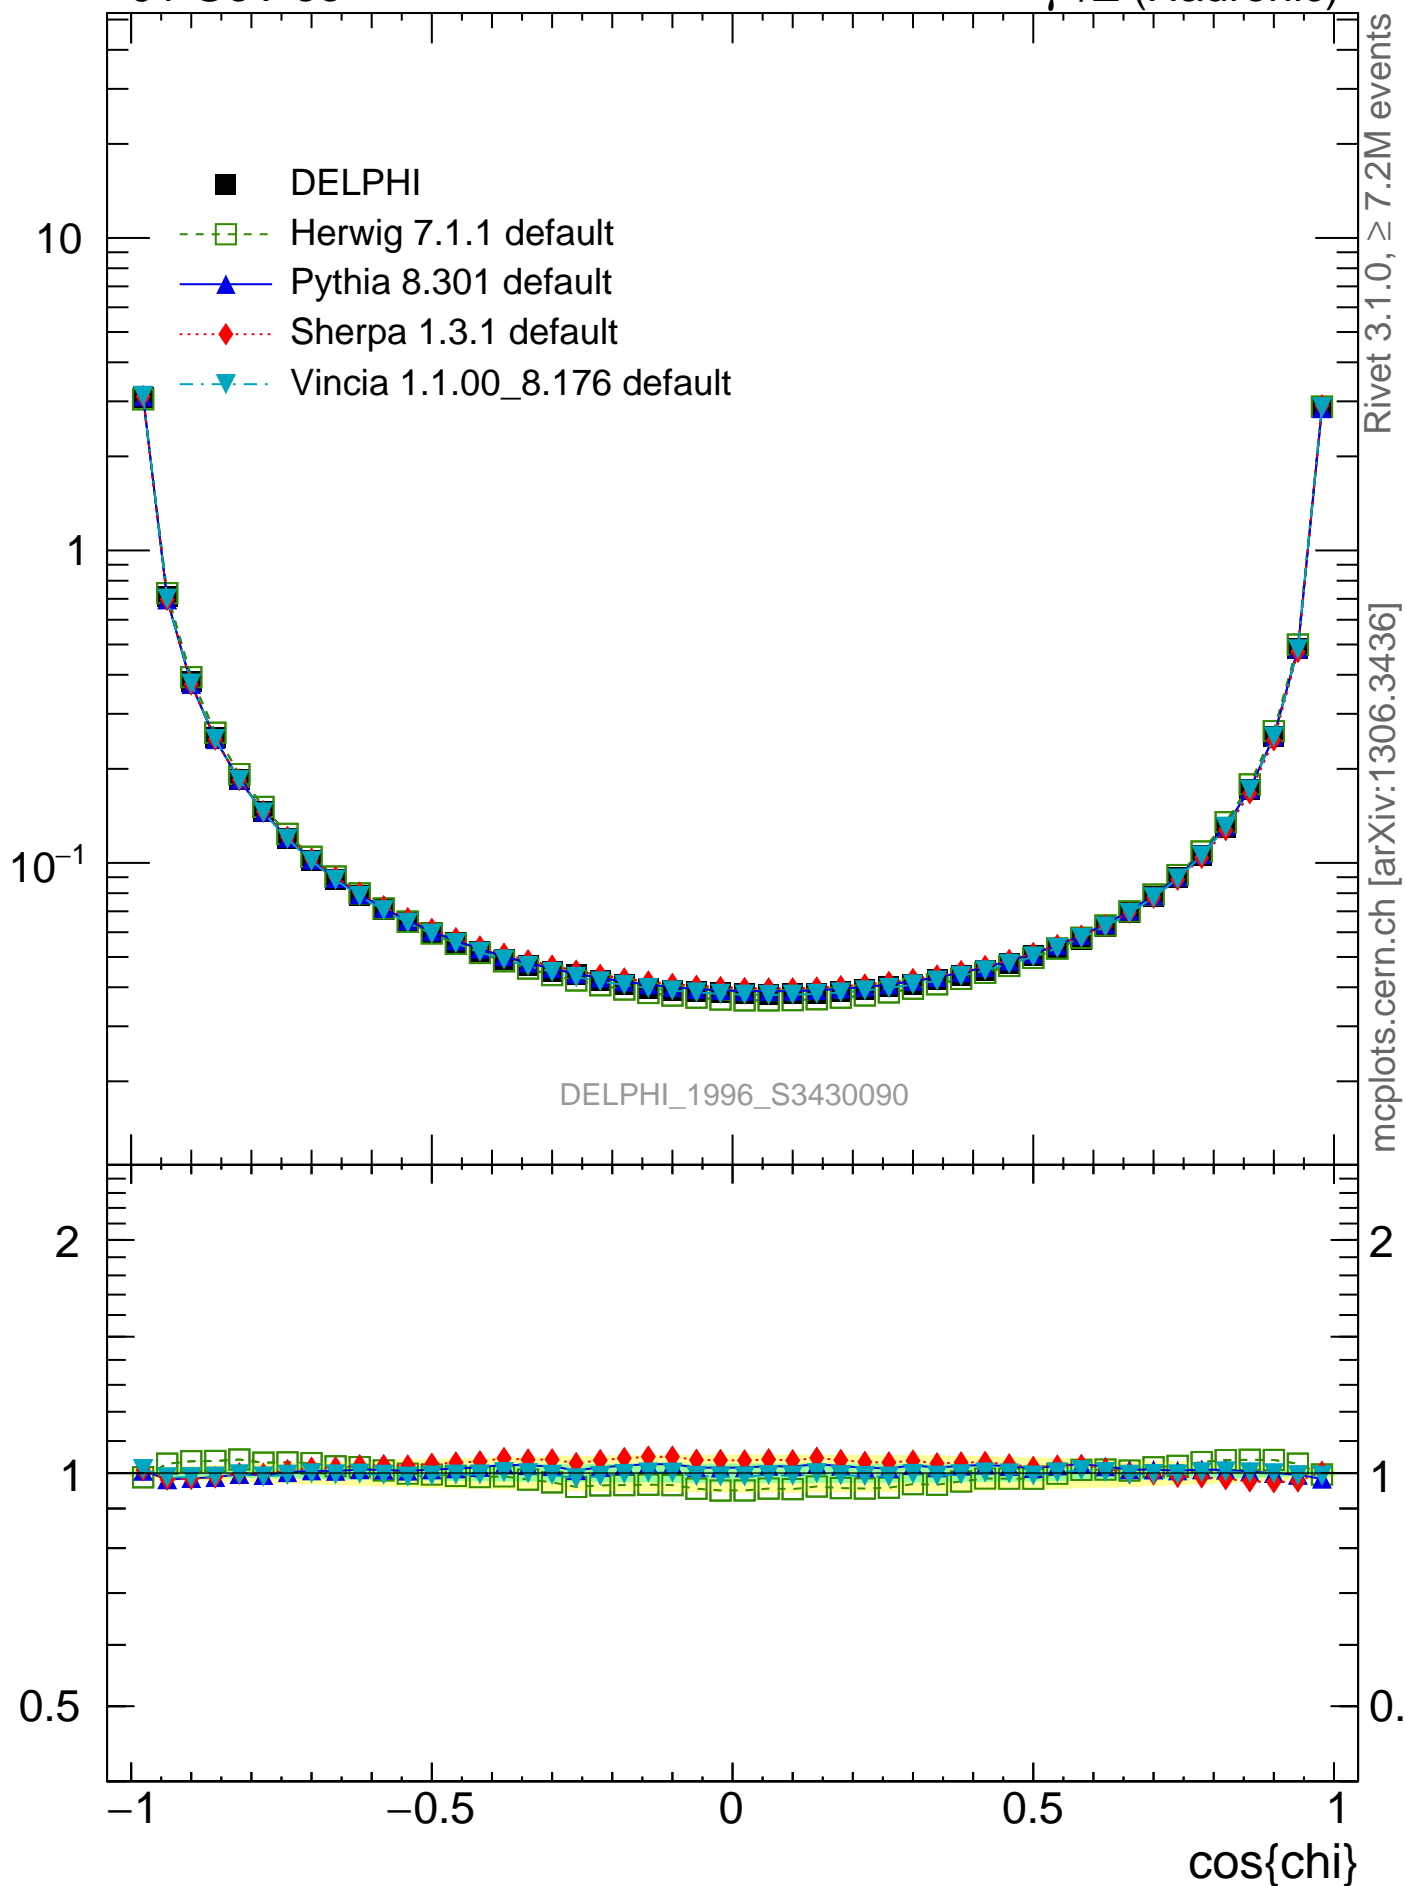 DELPHI
Herwig 7.1.1 default
Pythia 8.301 default
Sherpa 1.3.1 default
Vincia 1.1.00_8.176 default
10
1
10⁻¹
DELPHI_1996_S3430090
Rivet 3.1.0, ≥ 7.2M events
mcplots.cern.ch [arXiv:1306.3436]
2
1
0.5
2
1
0.
−1
−0.5
0
0.5
1
cos{chi}